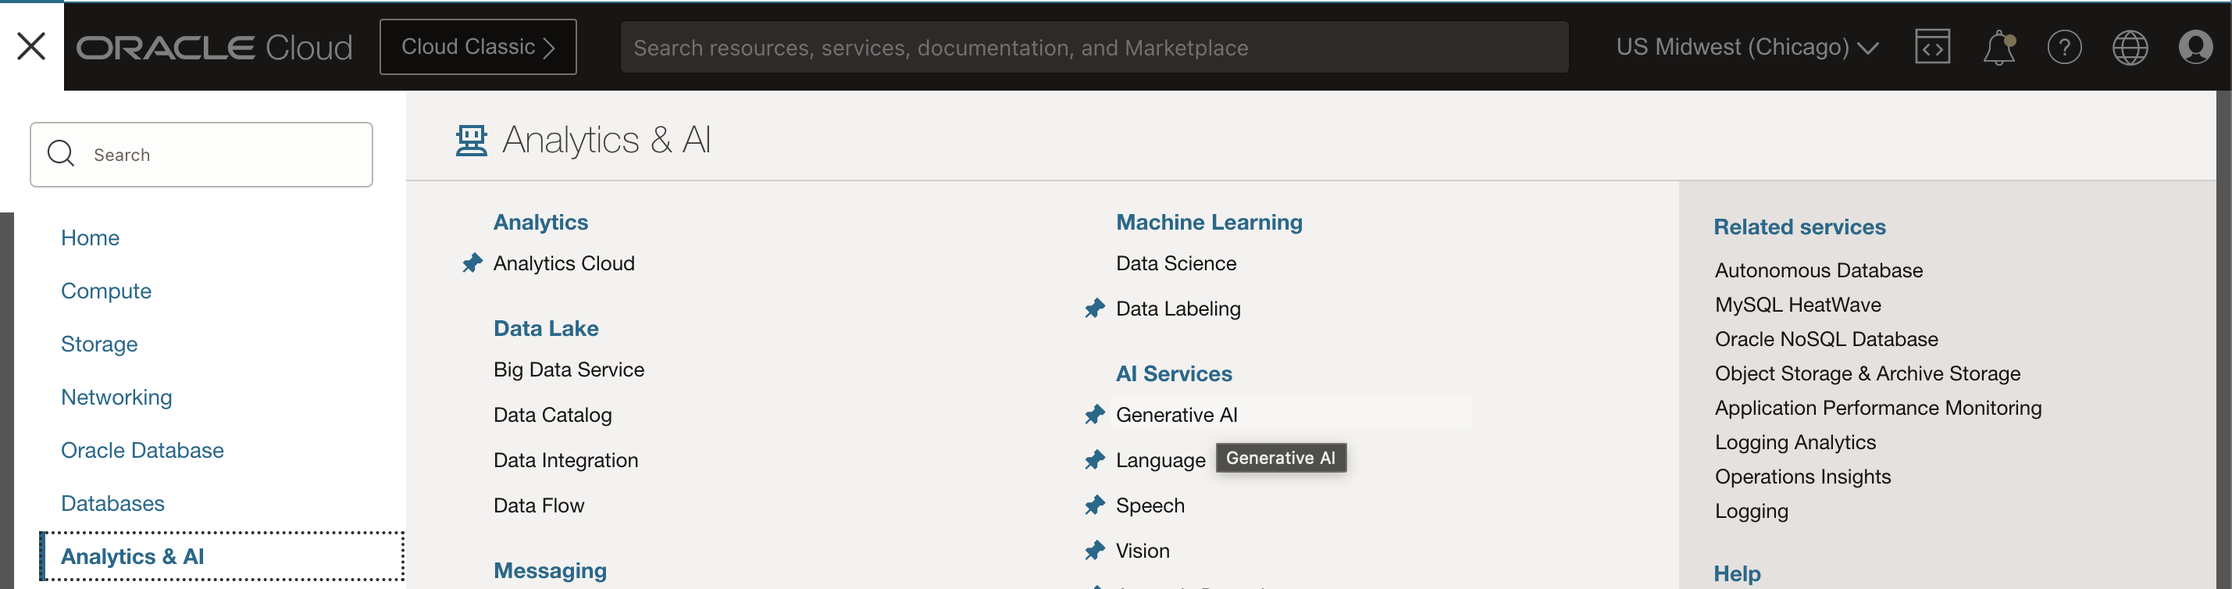 ORACLE Cloud
Cloud Classic
Search resources, services, documentation, and Marketplace
US Midwest (Chicago)
Search
Home
Compute
Storage
Networking
Oracle Database
Databases
Analytics & AI
Analytics & AI
Analytics
Analytics Cloud
Data Lake
Big Data Service
Data Catalog
Data Integration
Data Flow
Messaging
Machine Learning
Data Science
Data Labeling
AI Services
Generative AI
Language
Generative AI
Speech
Vision
Related services
Autonomous Database
MySQL HeatWave
Oracle NoSQL Database
Object Storage & Archive Storage
Application Performance Monitoring
Logging Analytics
Operations Insights
Logging
Help